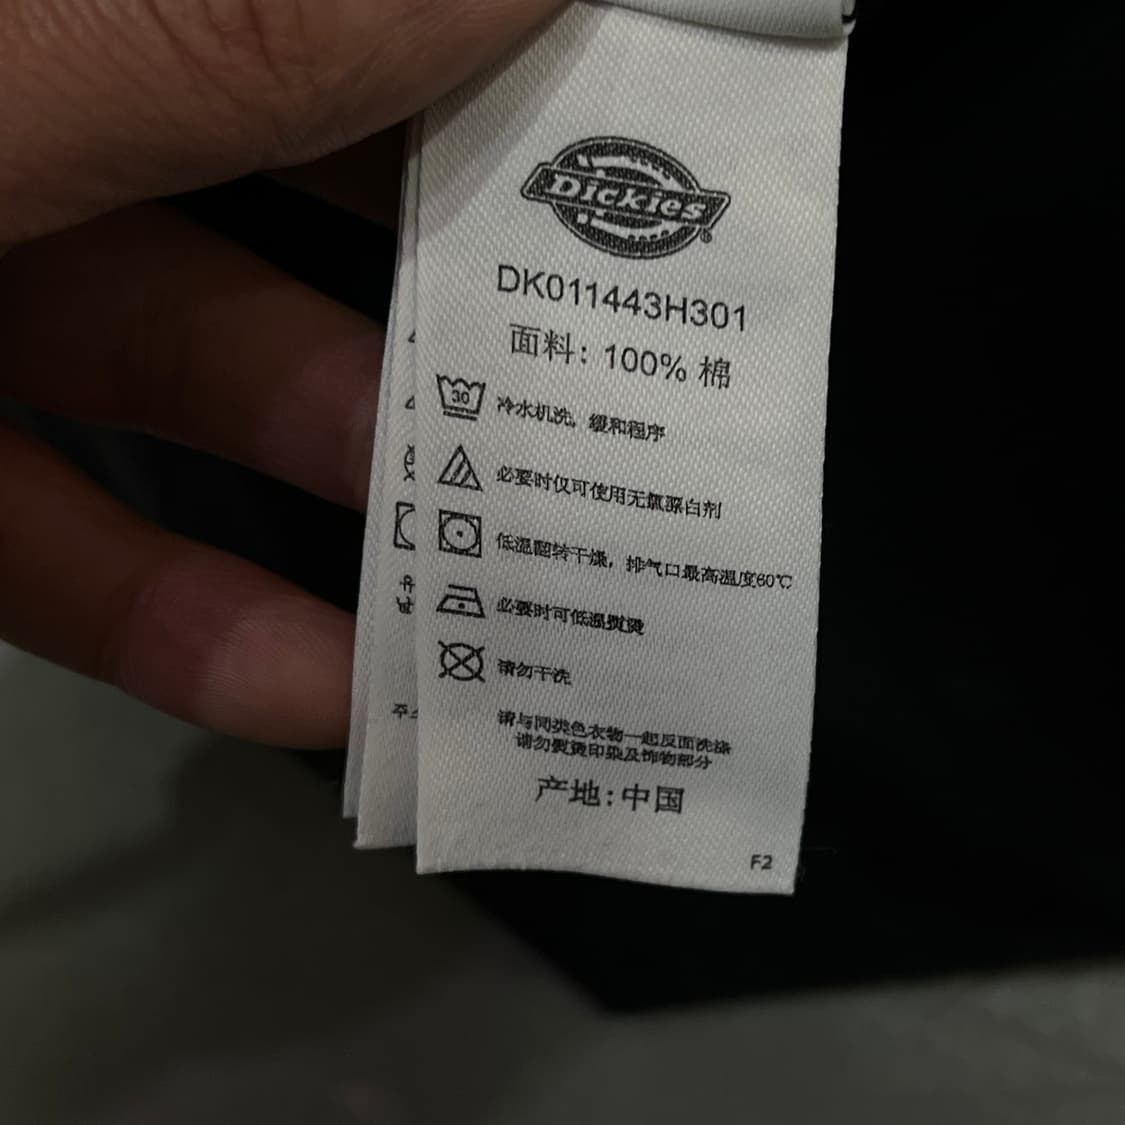 Dickies®
DK011443H301
面料: 100% 棉
30 冷水机洗，缓和程序
必要时仅可使用无氯漂白剂
低温翻转干燥，排气口最高温度60℃
必要时可低温熨烫
请勿干洗
请与同类色衣物一起反面洗涤
请勿熨烫印染及饰物部分
产地:中国
F2